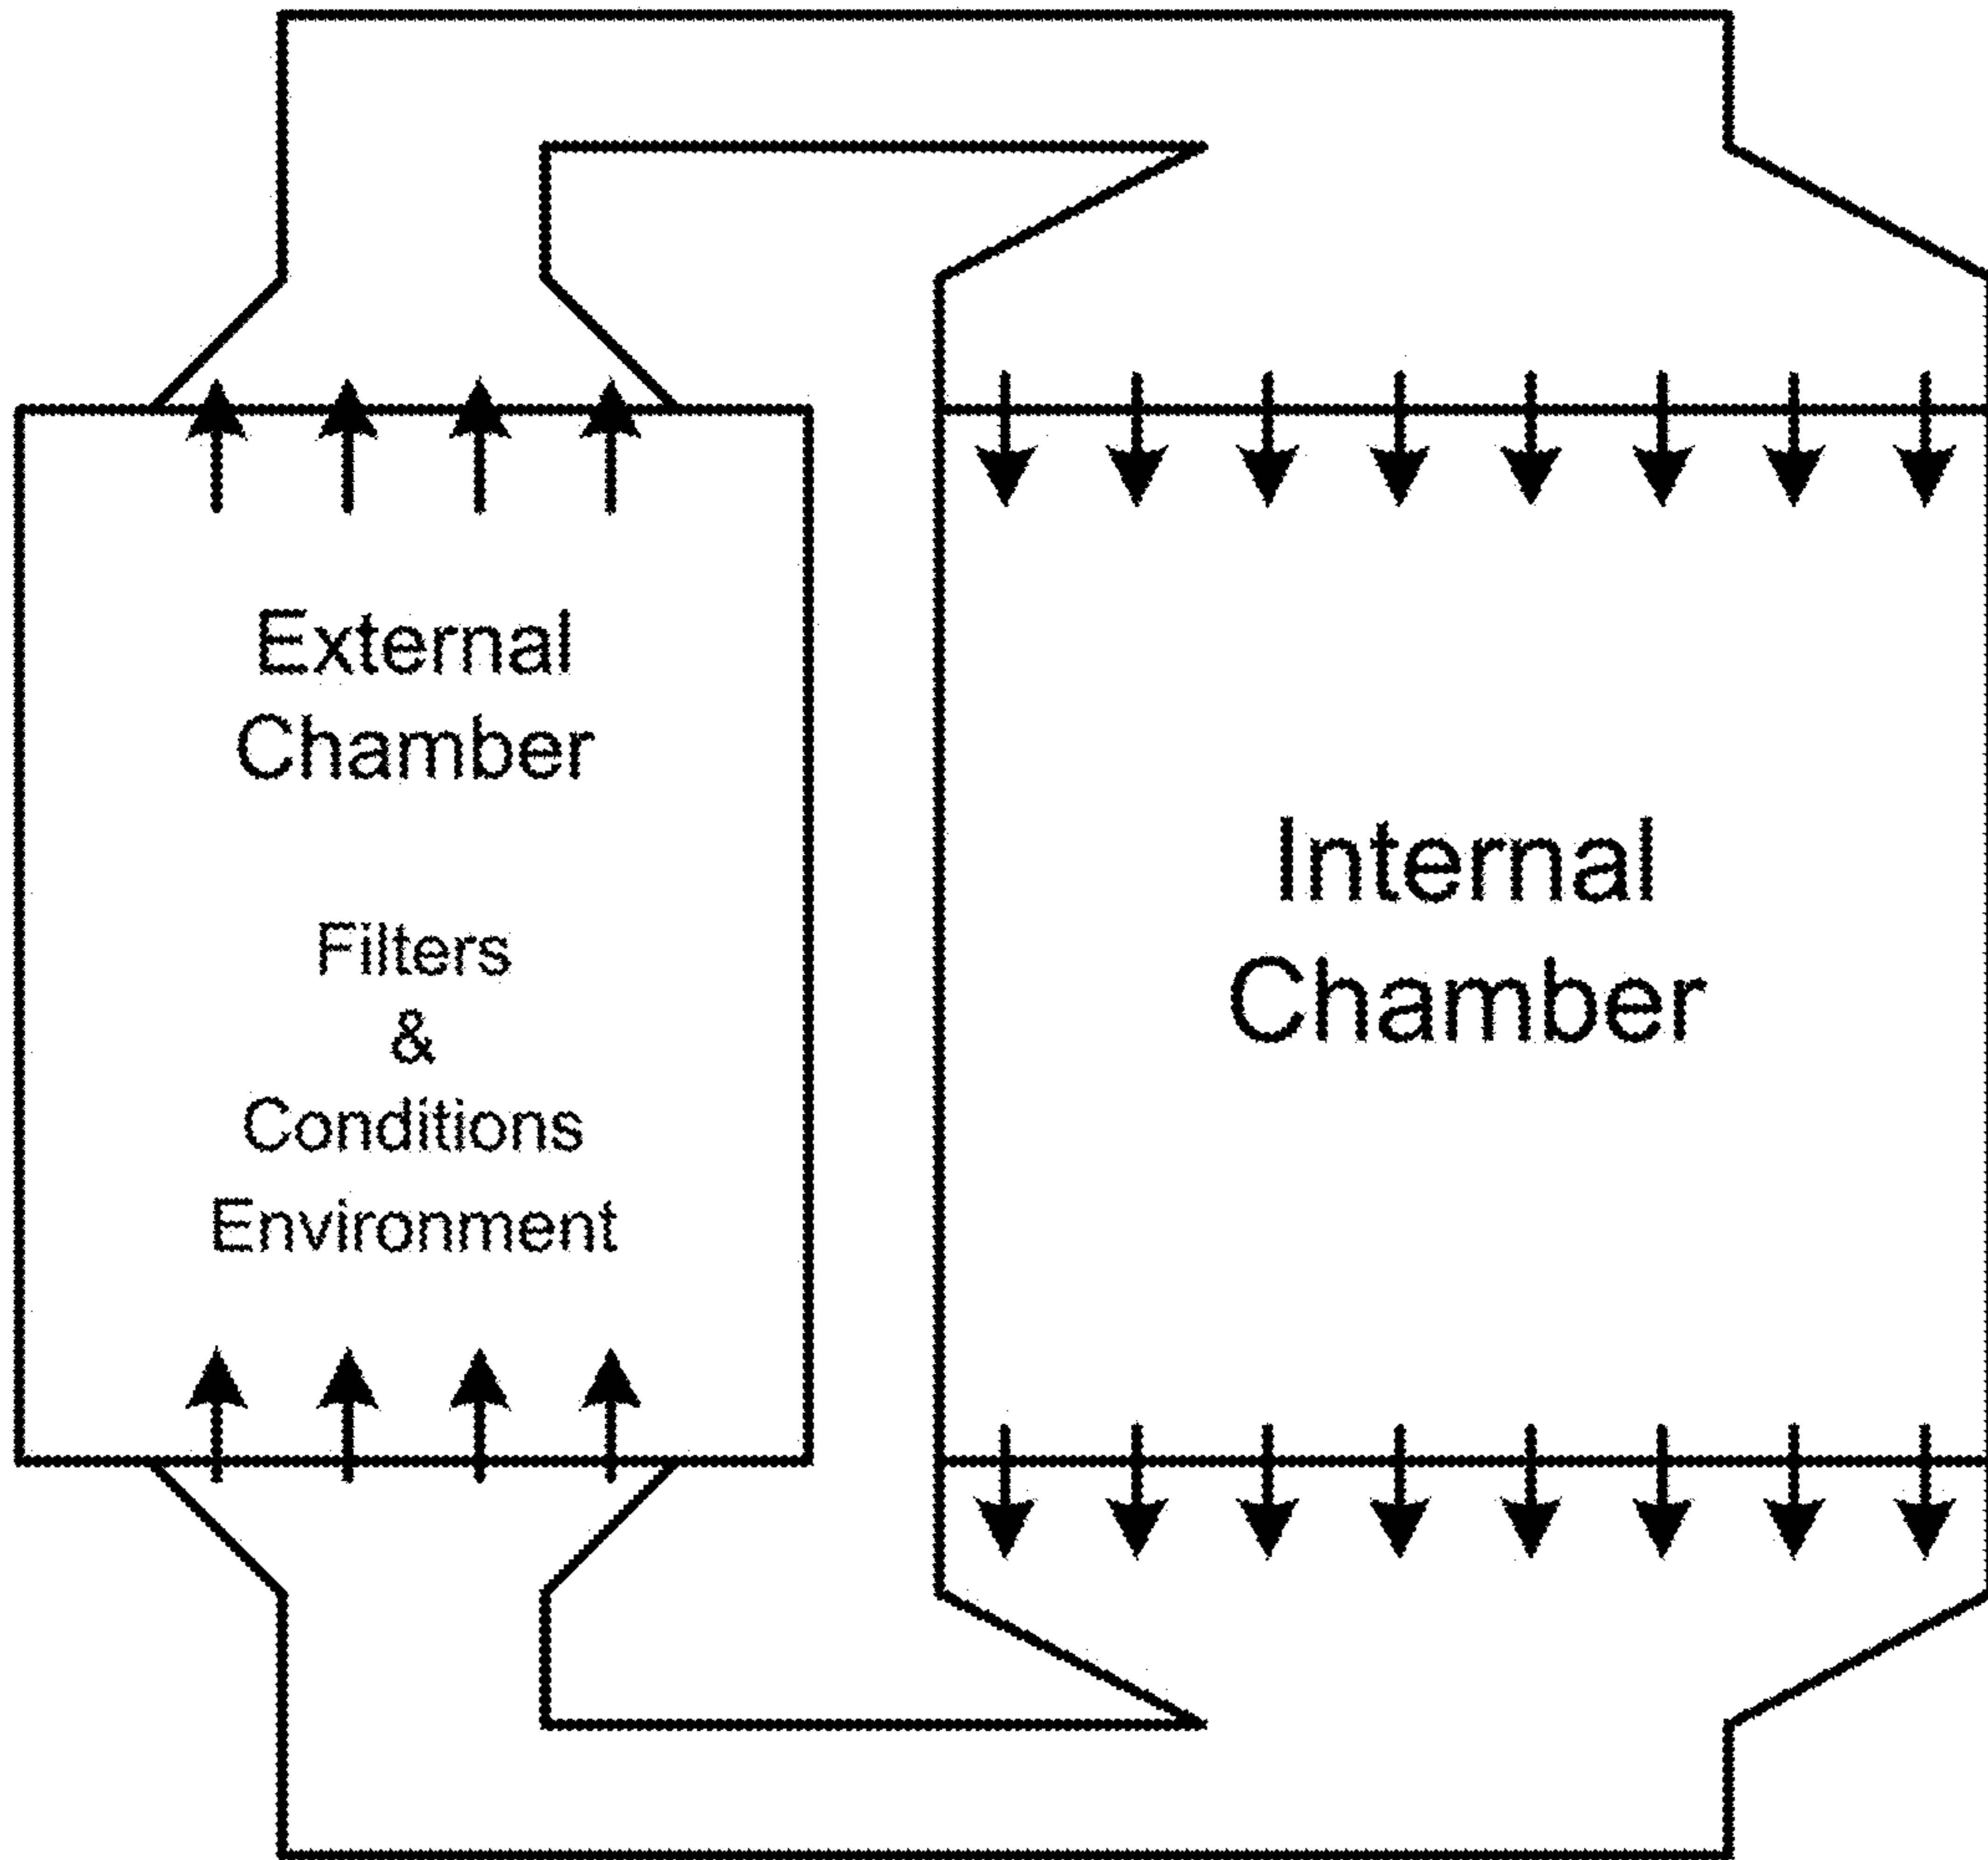 External
Chamber
Filters
&
Conditions
Environment
Internal
Chamber